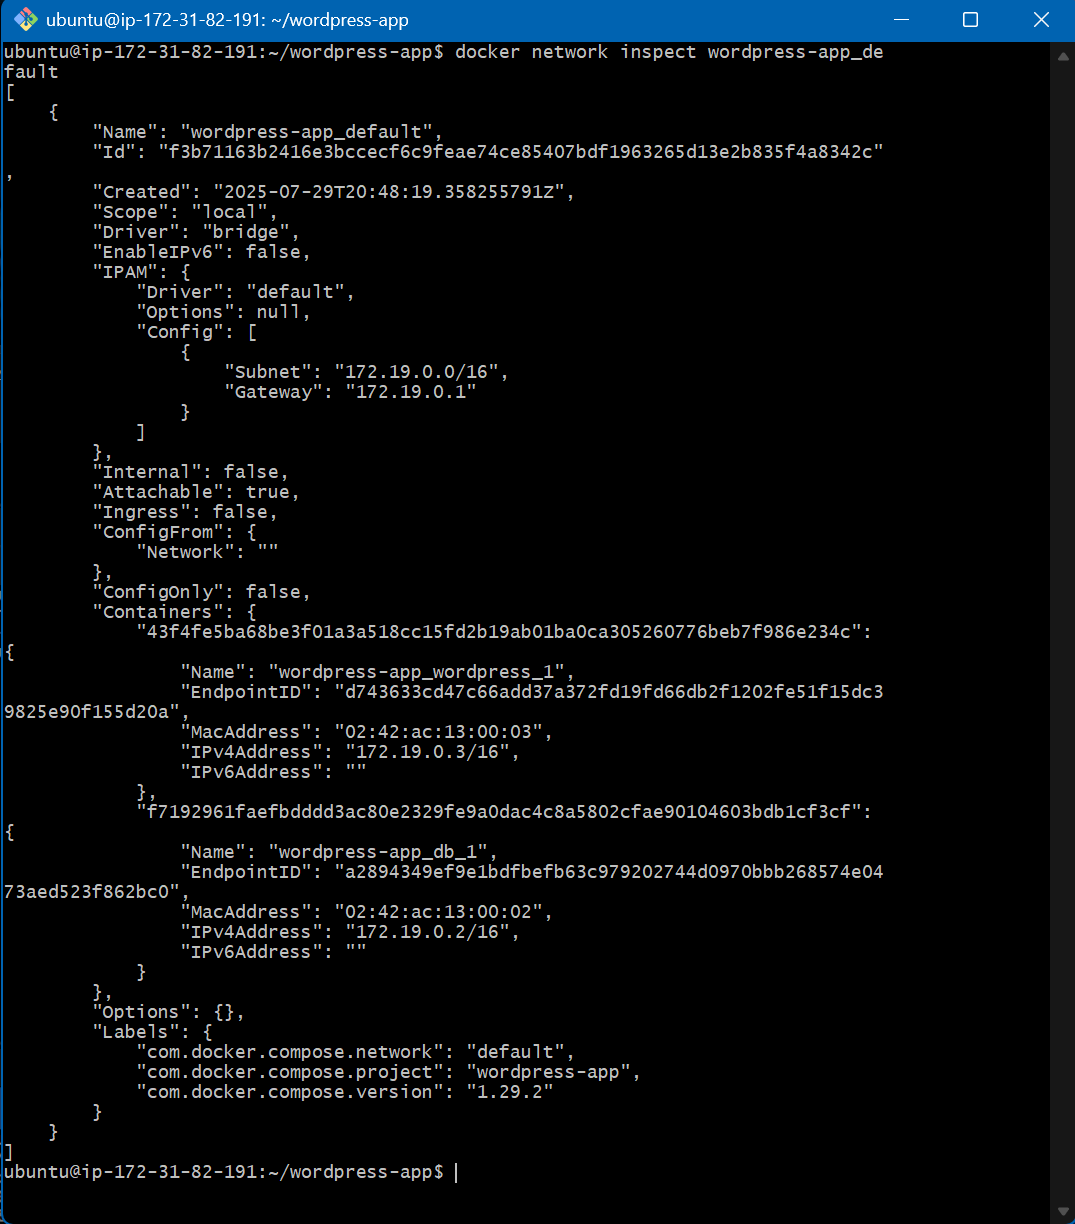 ubuntu@ip-172-31-82-191: ~/wordpress-app
ubuntu@ip-172-31-82-191:~/wordpress-app$ docker network inspect wordpress-app_de
fault
[
    {
        "Name": "wordpress-app_default",
        "Id": "f3b71163b2416e3bccecf6c9feae74ce85407bdf1963265d13e2b835f4a8342c"
,
        "Created": "2025-07-29T20:48:19.358255791Z",
        "Scope": "local",
        "Driver": "bridge",
        "EnableIPv6": false,
        "IPAM": {
            "Driver": "default",
            "Options": null,
            "Config": [
                {
                    "Subnet": "172.19.0.0/16",
                    "Gateway": "172.19.0.1"
                }
            ]
        },
        "Internal": false,
        "Attachable": true,
        "Ingress": false,
        "ConfigFrom": {
            "Network": ""
        },
        "ConfigOnly": false,
        "Containers": {
            "43f4fe5ba68be3f01a3a518cc15fd2b19ab01ba0ca305260776beb7f986e234c":
{
                "Name": "wordpress-app_wordpress_1",
                "EndpointID": "d743633cd47c66add37a372fd19fd66db2f1202fe51f15dc3
9825e90f155d20a",
                "MacAddress": "02:42:ac:13:00:03",
                "IPv4Address": "172.19.0.3/16",
                "IPv6Address": ""
            },
            "f7192961faefbdddd3ac80e2329fe9a0dac4c8a5802cfae90104603bdb1cf3cf":
{
                "Name": "wordpress-app_db_1",
                "EndpointID": "a2894349ef9e1bdfbefb63c979202744d0970bbb268574e04
73aed523f862bc0",
                "MacAddress": "02:42:ac:13:00:02",
                "IPv4Address": "172.19.0.2/16",
                "IPv6Address": ""
            }
        },
        "Options": {},
        "Labels": {
            "com.docker.compose.network": "default",
            "com.docker.compose.project": "wordpress-app",
            "com.docker.compose.version": "1.29.2"
        }
    }
]
ubuntu@ip-172-31-82-191:~/wordpress-app$